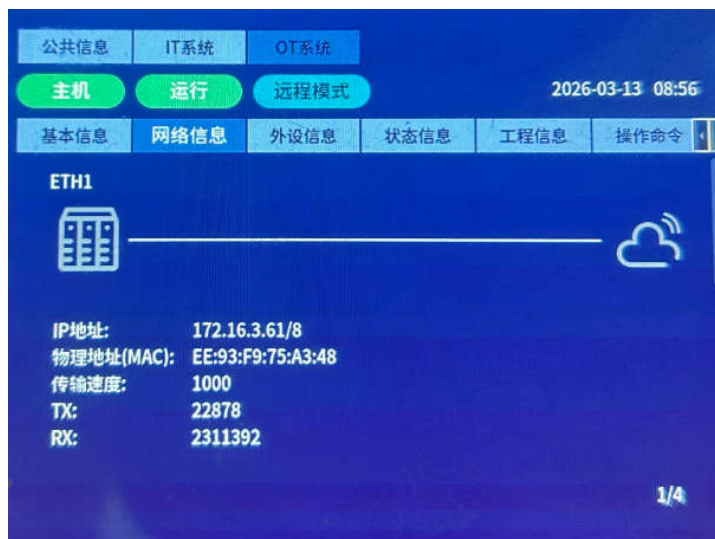 公共信息 IT系统 OT系统
主机 运行 远程模式 2026-03-13 08:56
基本信息 网络信息 外设信息 状态信息 工程信息 操作命令
ETH1
IP地址: 172.16.3.61/8
物理地址(MAC): EE:93:F9:75:A3:48
传输速度: 1000
TX: 22878
RX: 2311392
1/4